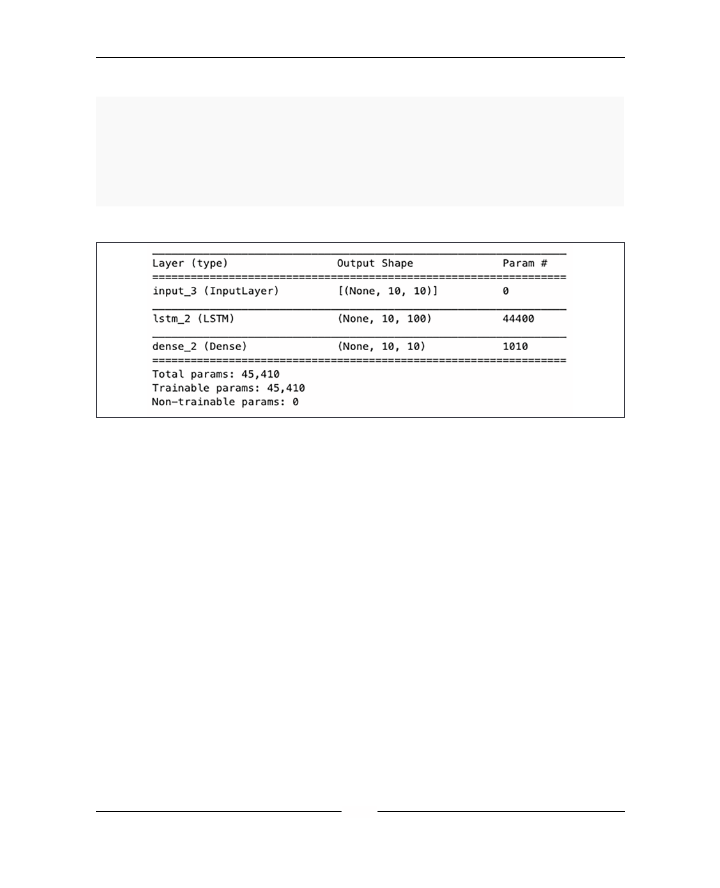 Layer (type) Output Shape Param #
=================================================================
input_3 (InputLayer) [(None, 10, 10)] 0
lstm_2 (LSTM) (None, 10, 100) 44400
dense_2 (Dense) (None, 10, 10) 1010
=================================================================
Total params: 45,410
Trainable params: 45,410
Non-trainable params: 0